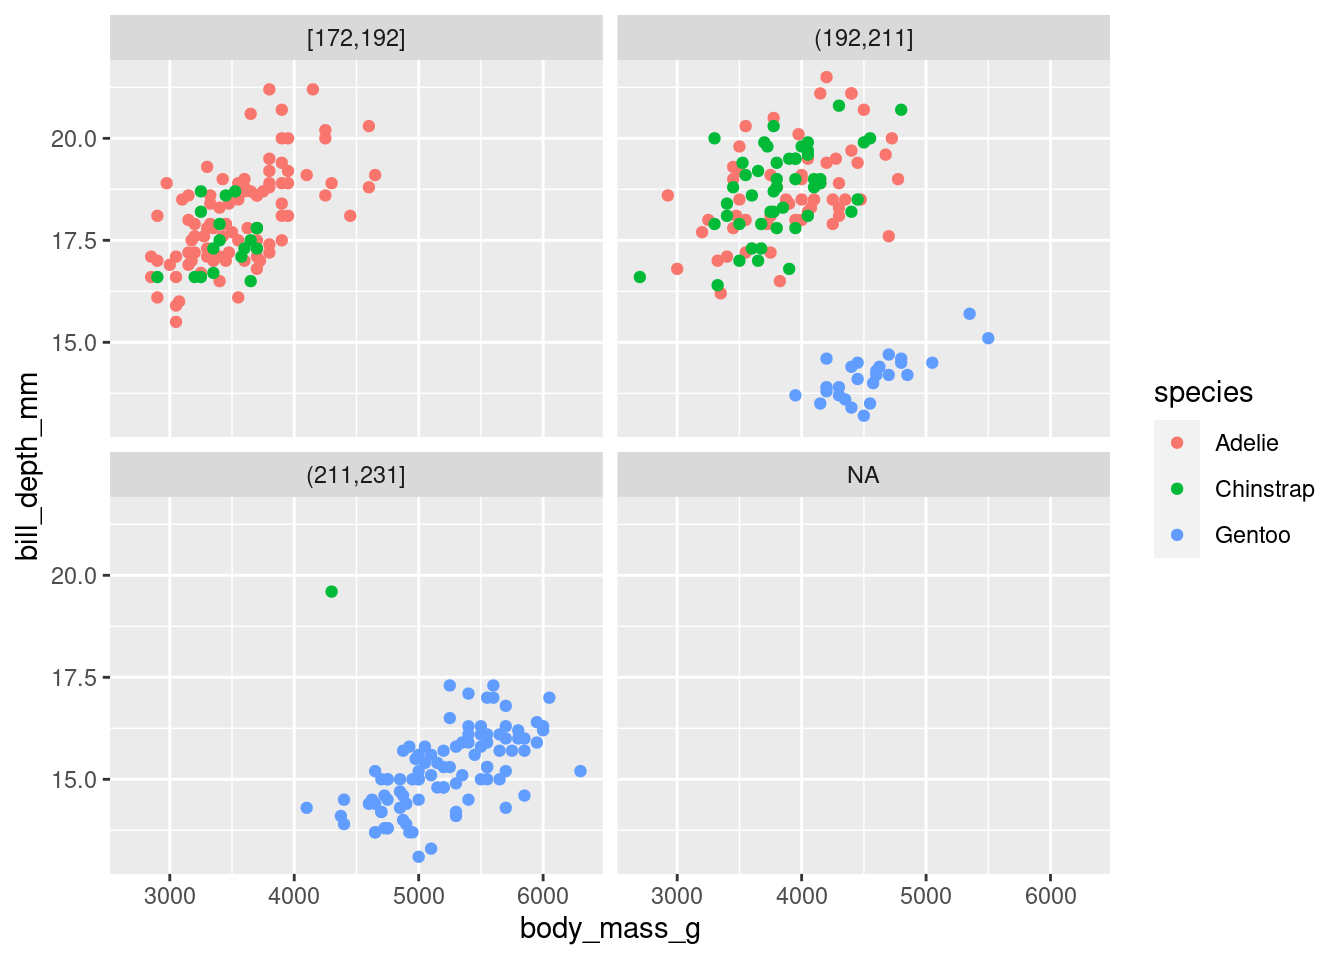 [172,192]
(192,211]
20.0
17.5
15.0
(211,231]
NA
20.0
17.5
15.0
3000
4000
5000
6000
3000
4000
5000
6000
body_mass_g
bill_depth_mm
species
Adelie
Chinstrap
Gentoo